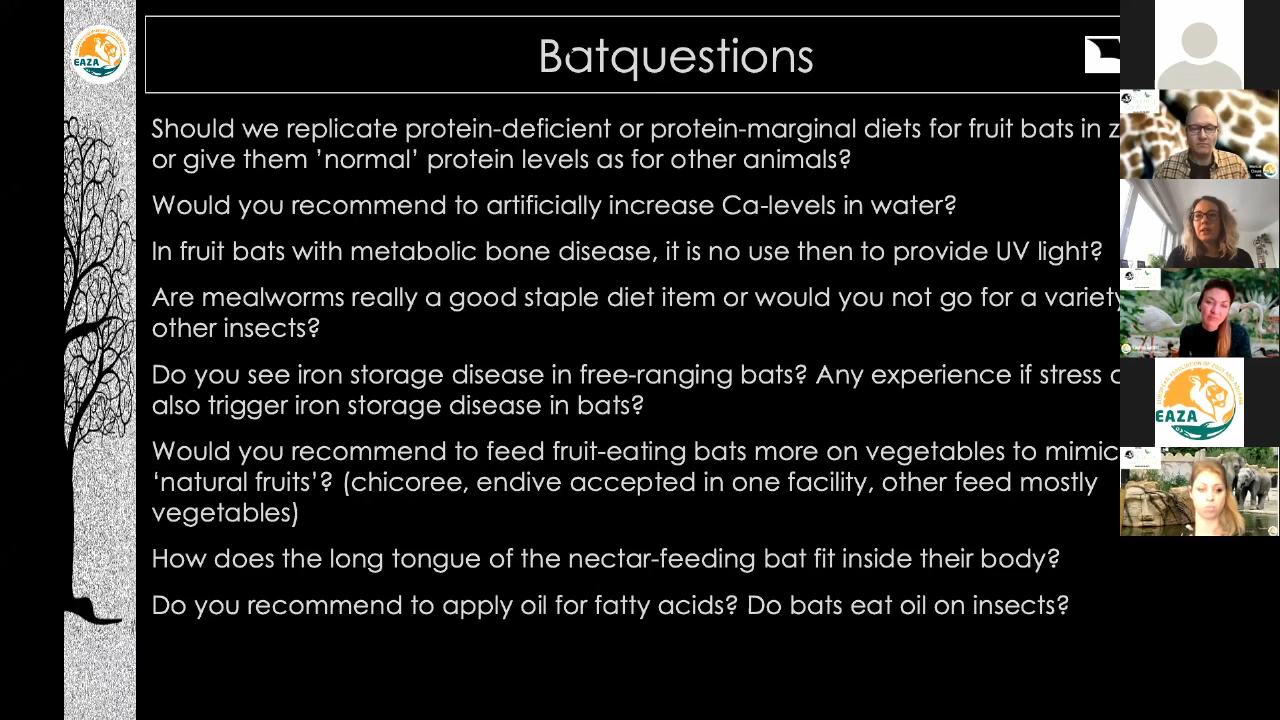 EAZA
Batquestions
Should we replicate protein-deficient or protein-marginal diets for fruit bats in
or give them ’normal’ protein levels as for other animals?
Would you recommend to artificially increase Ca-levels in water?
In fruit bats with metabolic bone disease, it is no use then to provide UV light?
Are mealworms really a good staple diet item or would you not go for a variety
other insects?
Do you see iron storage disease in free-ranging bats? Any experience if stress
also trigger iron storage disease in bats?
Would you recommend to feed fruit-eating bats more on vegetables to mimic
‘natural fruits’? (chicoree, endive accepted in one facility, other feed mostly
vegetables)
How does the long tongue of the nectar-feeding bat fit inside their body?
Do you recommend to apply oil for fatty acids? Do bats eat oil on insects?
EAZA